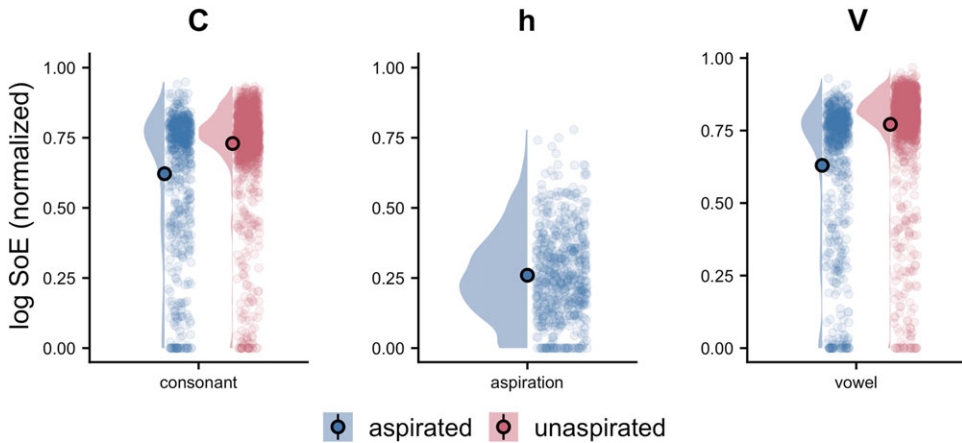 C
h
V
log SoE (normalized)
1.00
0.75
0.50
0.25
0.00
consonant
1.00
0.75
0.50
0.25
0.00
aspiration
1.00
0.75
0.50
0.25
0.00
vowel
aspirated
unaspirated